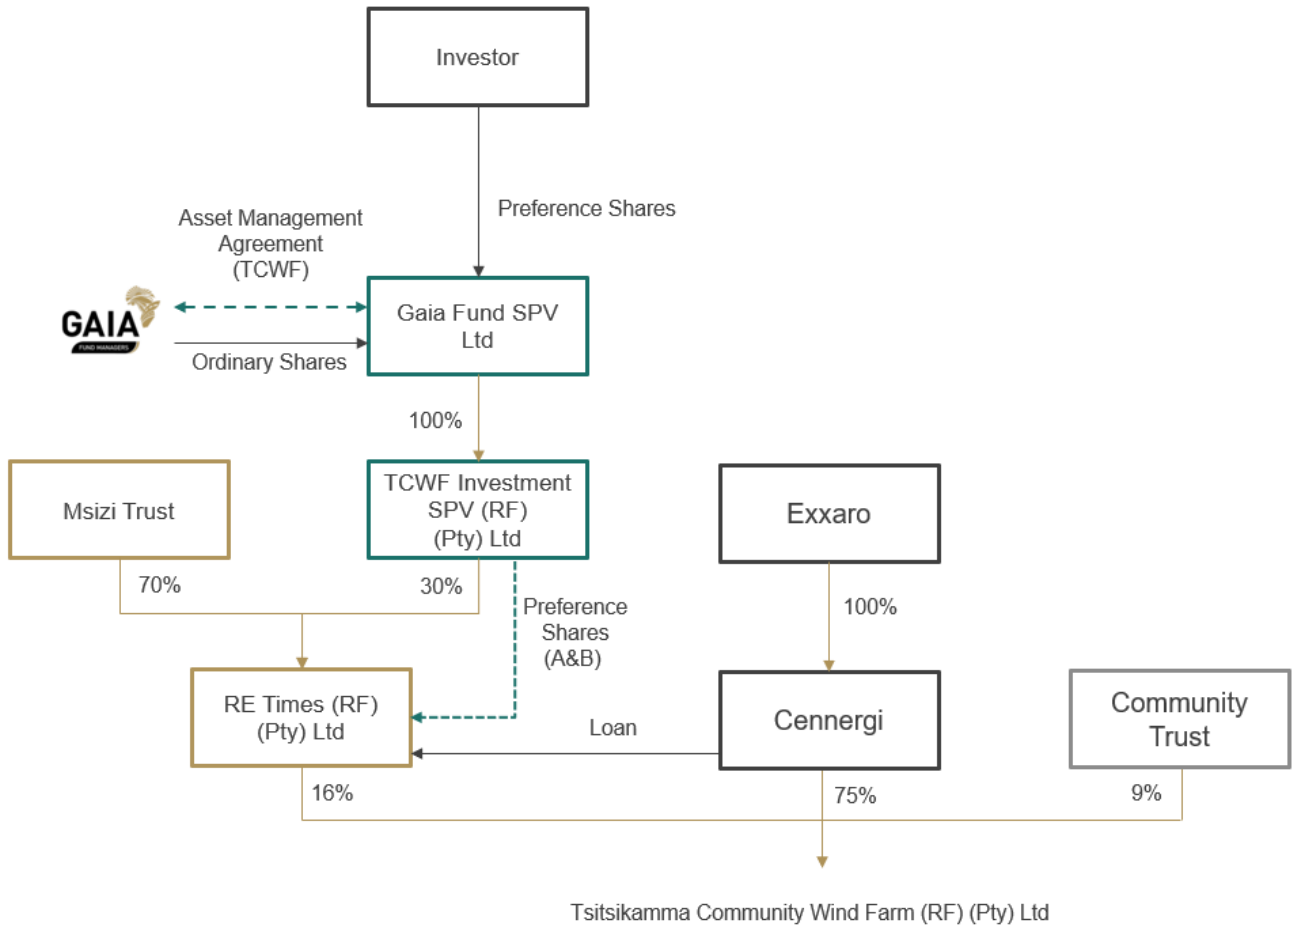 Investor
Preference Shares
Asset Management
Agreement
(TCWF)
GAIA
FUND MANAGERS
Gaia Fund SPV
Ltd
Ordinary Shares
100%
Msizi Trust
TCWF Investment
SPV (RF)
(Pty) Ltd
Exxaro
70%
30%
Preference
Shares
(A&B)
100%
RE Times (RF)
(Pty) Ltd
Loan
Cennergi
Community
Trust
16%
75%
9%
Tsitsikamma Community Wind Farm (RF) (Pty) Ltd